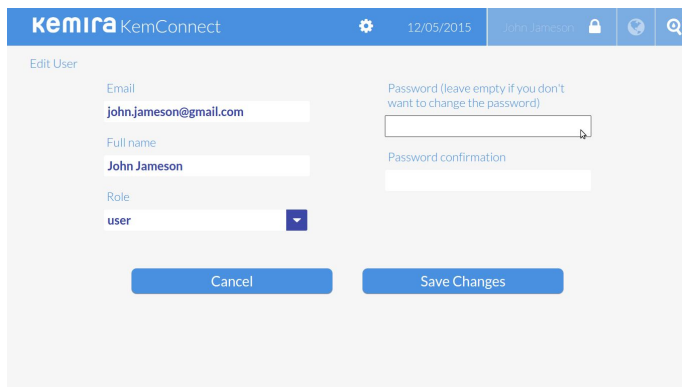 kemira KemConnect
12/05/2015
John Jameson
Edit User
Email
john.jameson@gmail.com
Full name
John Jameson
Role
user
Password (leave empty if you don't
want to change the password)
Password confirmation
Cancel
Save Changes